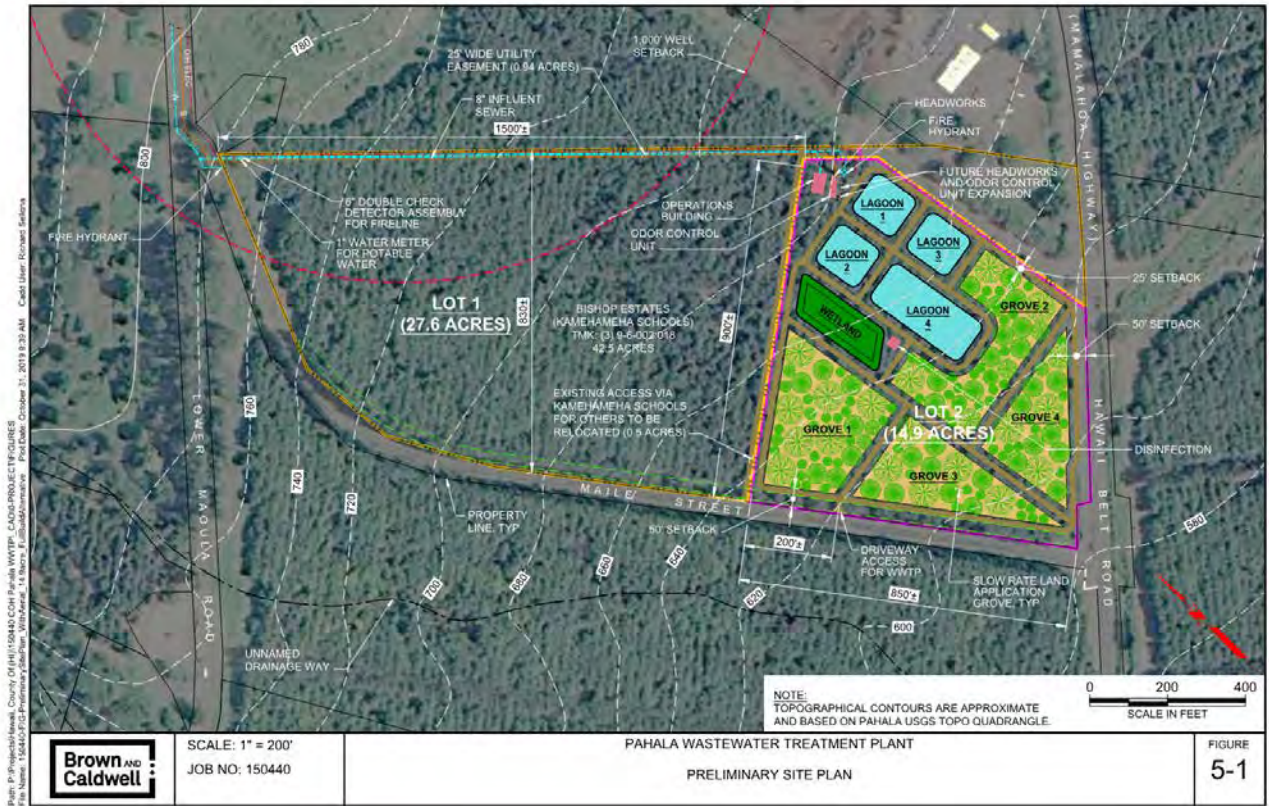 780
25' WIDE UTILITY
EASEMENT (0.94 ACRES)
1,000' WELL
SETBACK
8" INFLUENT
SEWER
1500'±
HEADWORKS
FIRE
HYDRANT
(MAMALAHOA HIGHWAY)
800
FUTURE HEADWORKS
AND ODOR CONTROL
UNIT EXPANSION
OPERATIONS
BUILDING
ODOR CONTROL
UNIT
LAGOON
1
LAGOON
2
LAGOON
3
LAGOON
4
6" DOUBLE CHECK
DETECTOR ASSEMBLY
FOR FIRELINE
FIRE HYDRANT
1" WATER METER
FOR POTABLE
WATER
25' SETBACK
LOT 1
(27.6 ACRES)
830±
BISHOP ESTATES
(KAMEHAMEHA SCHOOLS)
TMK: (3) 9-6-002:018
42.5 ACRES
900'±
WETLAND
GROVE 2
50' SETBACK
EXISTING ACCESS VIA
KAMEHAMEHA SCHOOLS
FOR OTHERS TO BE
RELOCATED (0.5 ACRES)
LOWER MAOULA ROAD
760
740
720
LOT 2
(14.9 ACRES)
GROVE 1
GROVE 4
GROVE 3
DISINFECTION
HAWAII BELT ROAD
MAILE STREET
PROPERTY
LINE, TYP
50' SETBACK
200'±
DRIVEWAY
ACCESS
FOR WWTP
SLOW RATE LAND
APPLICATION
GROVE, TYP
850'±
580
700
680
660
640
620
600
UNNAMED
DRAINAGE WAY
NOTE:
TOPOGRAPHICAL CONTOURS ARE APPROXIMATE
AND BASED ON PAHALA USGS TOPO QUADRANGLE.
0 200 400
SCALE IN FEET
Brown AND
Caldwell
SCALE: 1" = 200'
JOB NO: 150440
PAHALA WASTEWATER TREATMENT PLANT
PRELIMINARY SITE PLAN
FIGURE
5-1